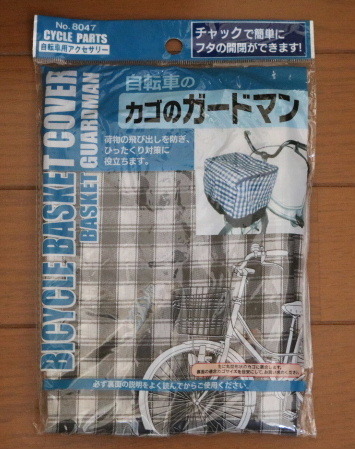 No. 8047
CYCLE PARTS
自転車用アクセサリー
チャックで簡単に
フタの開閉ができます!
自転車の
カゴのガードマン
荷物の飛び出しを防ぎ、
ひったくり対策に
役立ちます。
BICYCLE BASKET COVER
BASKET GUARDMAN
必ず裏面の説明をよく読んでからご使用ください。